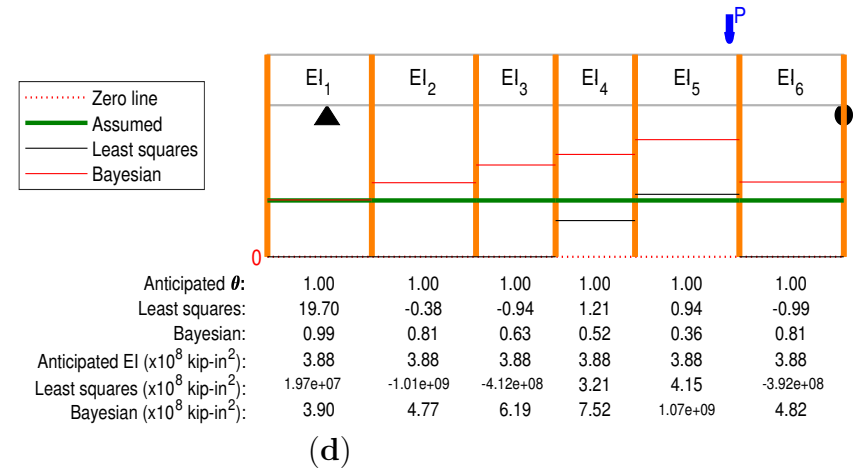 P
EI1 EI2 EI3 EI4 EI5 EI6
Zero line
Assumed
Least squares
Bayesian
0
Anticipated θ: 1.00 1.00 1.00 1.00 1.00 1.00
Least squares: 19.70 -0.38 -0.94 1.21 0.94 -0.99
Bayesian: 0.99 0.81 0.63 0.52 0.36 0.81
Anticipated EI (x10^8 kip-in^2): 3.88 3.88 3.88 3.88 3.88 3.88
Least squares (x10^8 kip-in^2): 1.97e+07 -1.01e+09 -4.12e+08 3.21 4.15 -3.92e+08
Bayesian (x10^8 kip-in^2): 3.90 4.77 6.19 7.52 1.07e+09 4.82
(d)